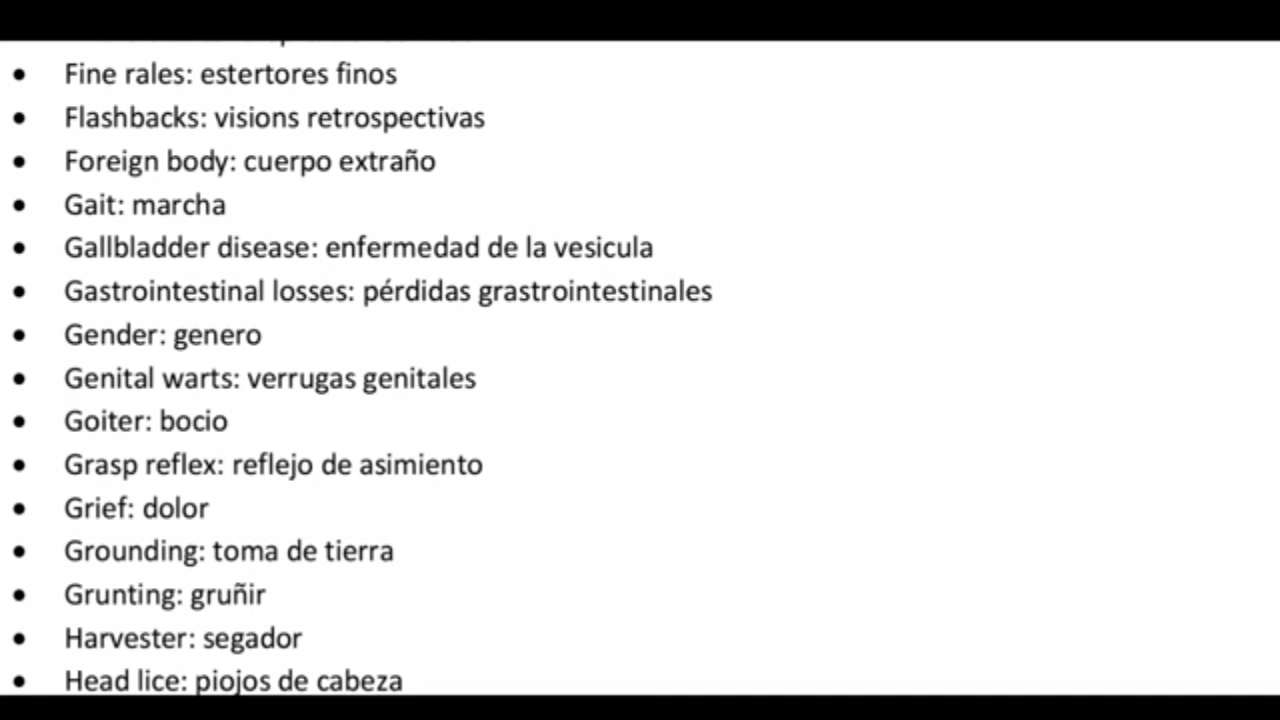 • Fine rales: estertores finos
• Flashbacks: visions retrospectivas
• Foreign body: cuerpo extraño
• Gait: marcha
• Gallbladder disease: enfermedad de la vesicula
• Gastrointestinal losses: pérdidas grastrointestinales
• Gender: genero
• Genital warts: verrugas genitales
• Goiter: bocio
• Grasp reflex: reflejo de asimiento
• Grief: dolor
• Grounding: toma de tierra
• Grunting: gruñir
• Harvester: segador
• Head lice: piojos de cabeza